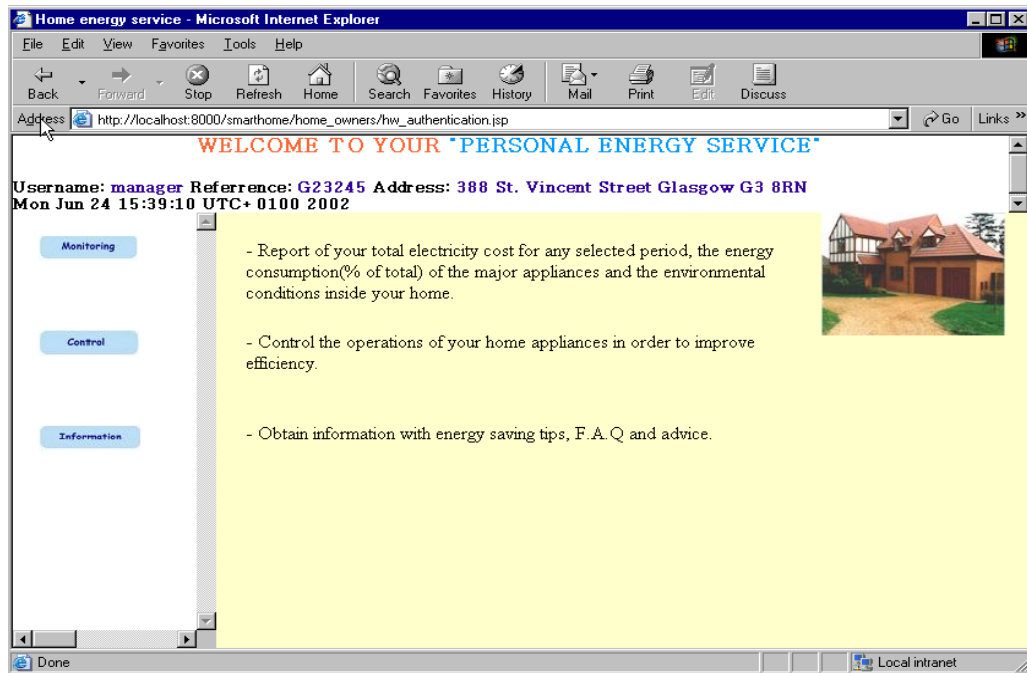 Home energy service - Microsoft Internet Explorer
File Edit View Favorites Tools Help
Back Forward Stop Refresh Home Search Favorites History Mail Print Edit Discuss
Address http://localhost:8000/smarthome/home_owners/hw_authentication.jsp Go Links »
WELCOME TO YOUR "PERSONAL ENERGY SERVICE"
Username: manager Referrence: G23245 Address: 388 St. Vincent Street Glasgow G3 8RN
Mon Jun 24 15:39:10 UTC+ 0100 2002
Monitoring
- Report of your total electricity cost for any selected period, the energy
consumption(% of total) of the major appliances and the environmental
conditions inside your home.
Control
- Control the operations of your home appliances in order to improve
efficiency.
Information
- Obtain information with energy saving tips, F.A.Q and advice.
Done
Local intranet